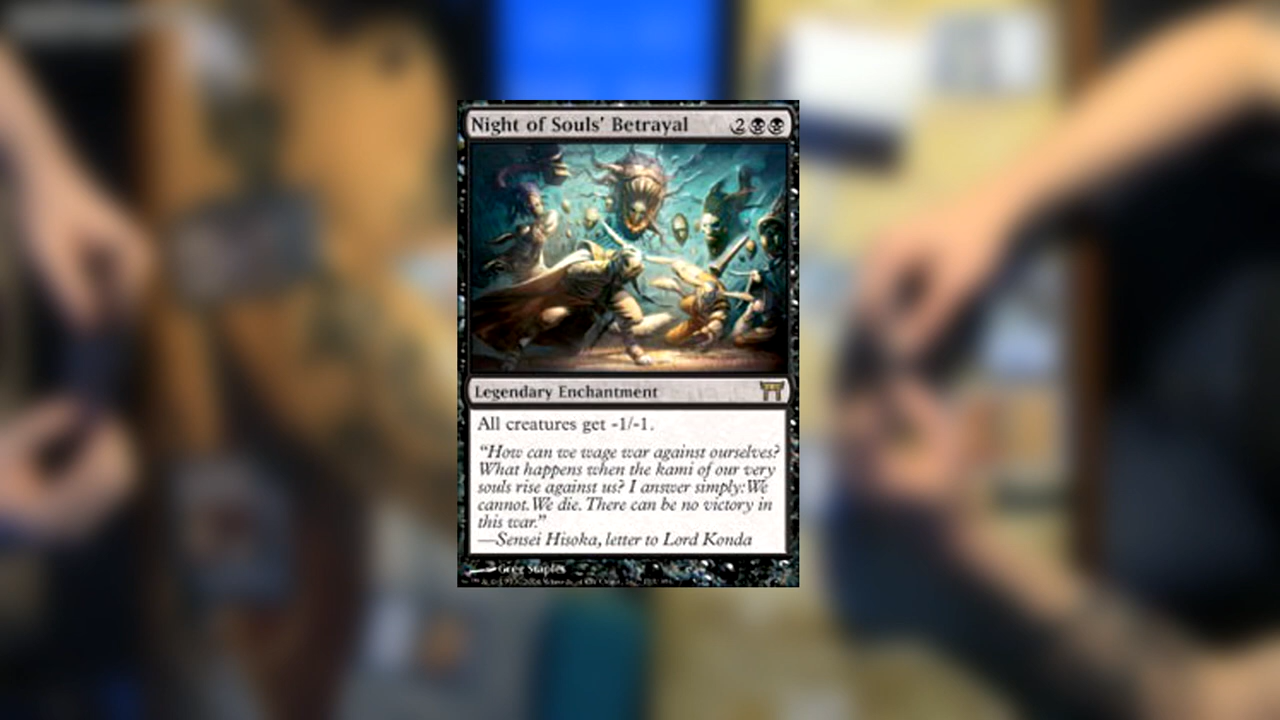 Night of Souls' Betrayal 2
Legendary Enchantment
All creatures get -1/-1.
“How can we wage war against ourselves?
What happens when the kami of our very
souls rise against us? I answer simply: We
cannot. We die. There can be no victory in
this war.”
—Sensei Hisoka, letter to Lord Konda
Greg Staples